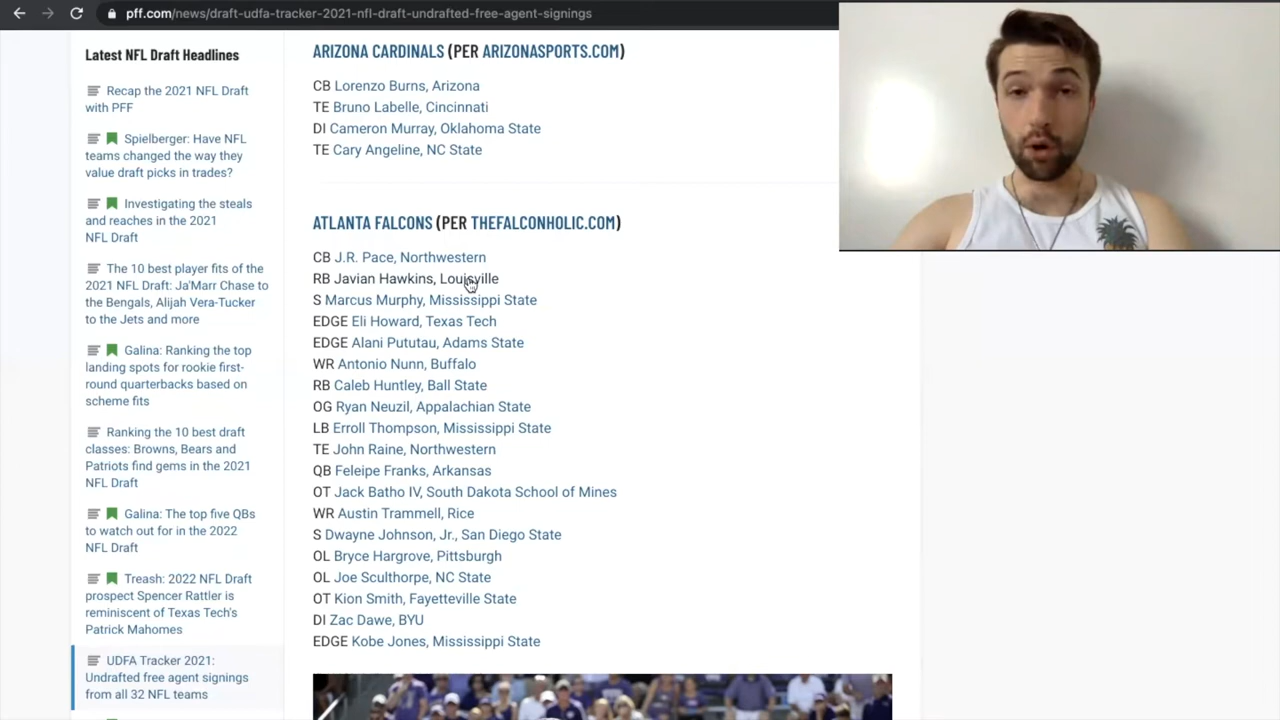 pff.com/news/draft-udfa-tracker-2021-nfl-draft-undrafted-free-agent-signings
Latest NFL Draft Headlines
Recap the 2021 NFL Draft
with PFF
Spielberger: Have NFL
teams changed the way they
value draft picks in trades?
Investigating the steals
and reaches in the 2021
NFL Draft
The 10 best player fits of the
2021 NFL Draft: Ja'Marr Chase to
the Bengals, Alijah Vera-Tucker
to the Jets and more
Galina: Ranking the top
landing spots for rookie first-
round quarterbacks based on
scheme fits
Ranking the 10 best draft
classes: Browns, Bears and
Patriots find gems in the 2021
NFL Draft
Galina: The top five QBs
to watch out for in the 2022
NFL Draft
Treash: 2022 NFL Draft
prospect Spencer Rattler is
reminiscent of Texas Tech's
Patrick Mahomes
UDFA Tracker 2021:
Undrafted free agent signings
from all 32 NFL teams
ARIZONA CARDINALS (PER ARIZONASPORTS.COM)
CB Lorenzo Burns, Arizona
TE Bruno Labelle, Cincinnati
DI Cameron Murray, Oklahoma State
TE Cary Angeline, NC State
ATLANTA FALCONS (PER THEFALCONHOLIC.COM)
CB J.R. Pace, Northwestern
RB Javian Hawkins, Louisville
S Marcus Murphy, Mississippi State
EDGE Eli Howard, Texas Tech
EDGE Alani Pututau, Adams State
WR Antonio Nunn, Buffalo
RB Caleb Huntley, Ball State
OG Ryan Neuzil, Appalachian State
LB Erroll Thompson, Mississippi State
TE John Raine, Northwestern
QB Feleipe Franks, Arkansas
OT Jack Batho IV, South Dakota School of Mines
WR Austin Trammell, Rice
S Dwayne Johnson, Jr., San Diego State
OL Bryce Hargrove, Pittsburgh
OL Joe Sculthorpe, NC State
OT Kion Smith, Fayetteville State
DI Zac Dawe, BYU
EDGE Kobe Jones, Mississippi State